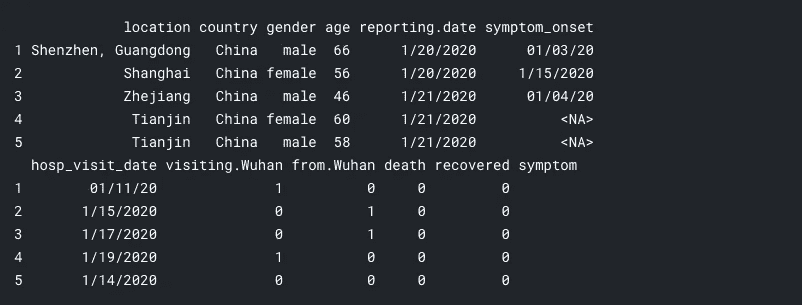 location country gender age reporting.date symptom_onset
1 Shenzhen, Guangdong China male 66 1/20/2020 01/03/20
2 Shanghai China female 56 1/20/2020 1/15/2020
3 Zhejiang China male 46 1/21/2020 01/04/20
4 Tianjin China female 60 1/21/2020 <NA>
5 Tianjin China male 58 1/21/2020 <NA>
hosp_visit_date visiting.Wuhan from.Wuhan death recovered symptom
1 01/11/20 1 0 0 0
2 1/15/2020 0 1 0 0
3 1/17/2020 0 1 0 0
4 1/19/2020 1 0 0 0
5 1/14/2020 0 0 0 0